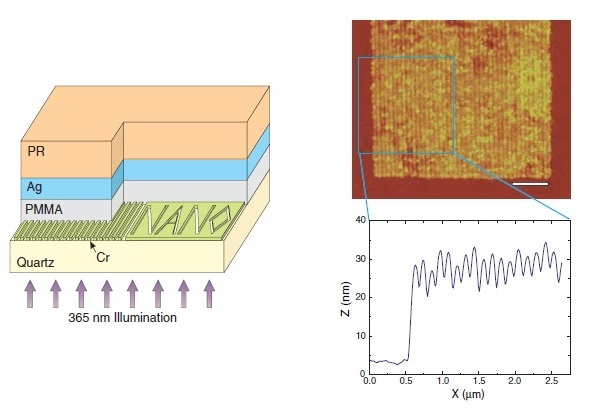 PR
Ag
PMMA
NANO
Cr
Quartz
365 nm Illumination
40
30
20
10
0
Z (nm)
0.0 0.5 1.0 1.5 2.0 2.5
X (μm)